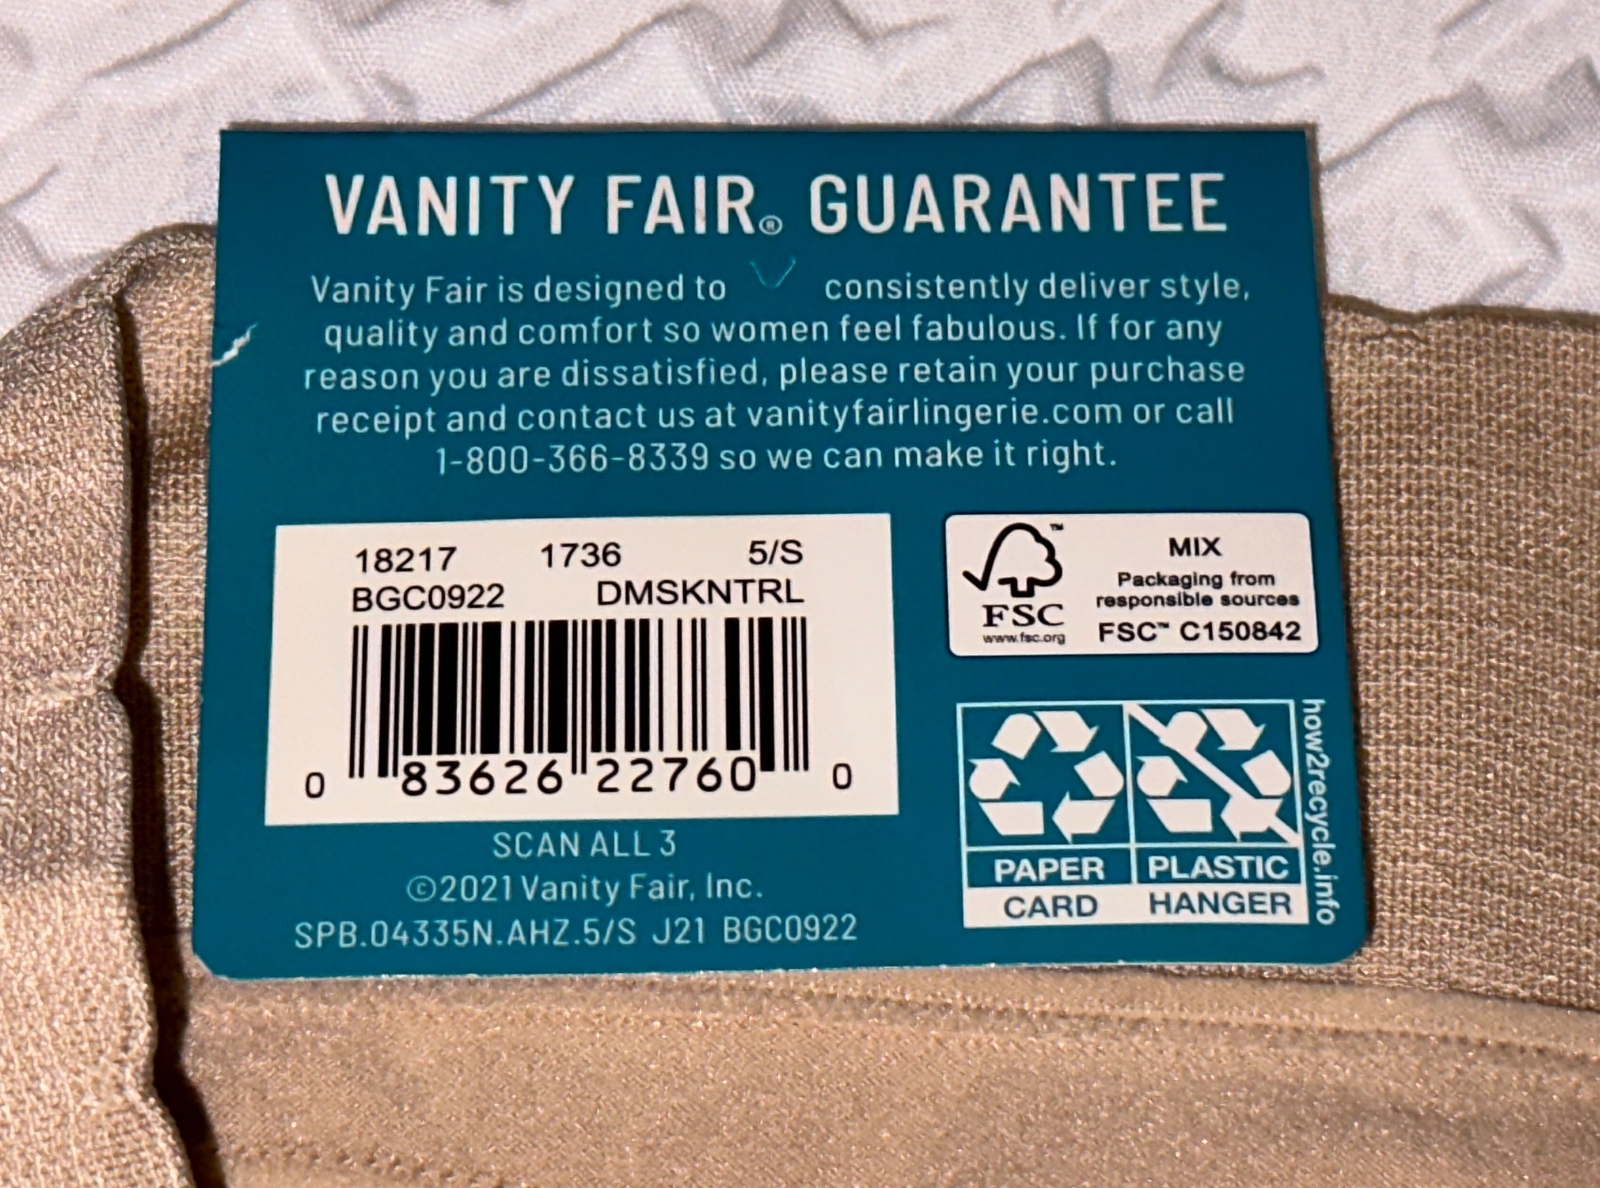 VANITY FAIR® GUARANTEE
Vanity Fair is designed to consistently deliver style,
quality and comfort so women feel fabulous. If for any
reason you are dissatisfied, please retain your purchase
receipt and contact us at vanityfairlingerie.com or call
1-800-366-8339 so we can make it right.
18217 1736 5/S
BGC0922 DMSKNTRL
0 83626 22760 0
SCAN ALL 3
©2021 Vanity Fair, Inc.
SPB.04335N.AHZ.5/S J21 BGC0922
™
FSC
www.fsc.org
MIX
Packaging from
responsible sources
FSC™ C150842
PAPER PLASTIC
CARD HANGER
how2recycle.info